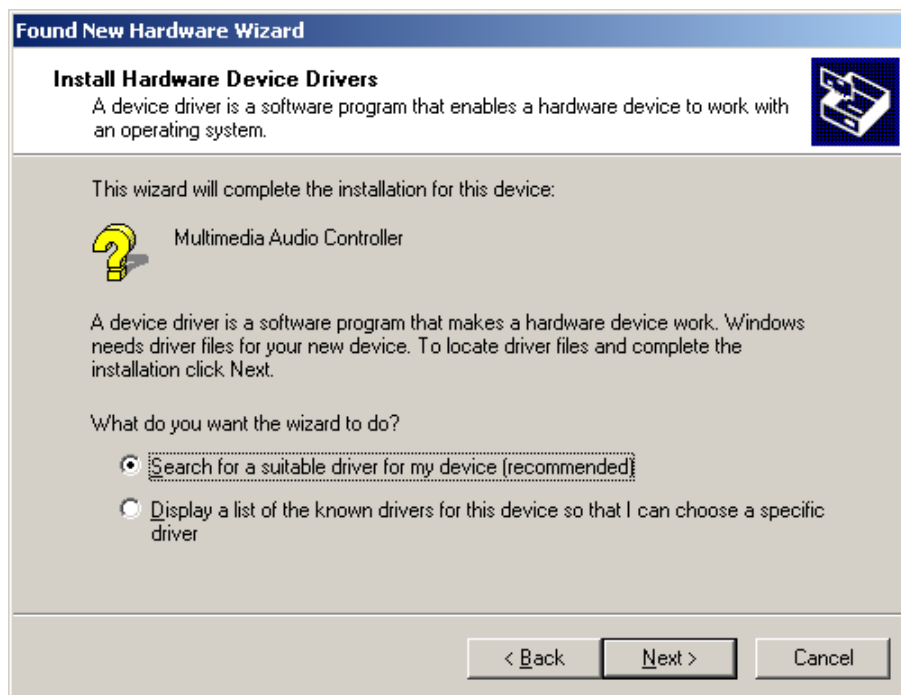 Found New Hardware Wizard
Install Hardware Device Drivers
A device driver is a software program that enables a hardware device to work with
an operating system.
This wizard will complete the installation for this device:
Multimedia Audio Controller
A device driver is a software program that makes a hardware device work. Windows
needs driver files for your new device. To locate driver files and complete the
installation click Next.
What do you want the wizard to do?
Search for a suitable driver for my device (recommended)
Display a list of the known drivers for this device so that I can choose a specific
driver
< Back
Next >
Cancel